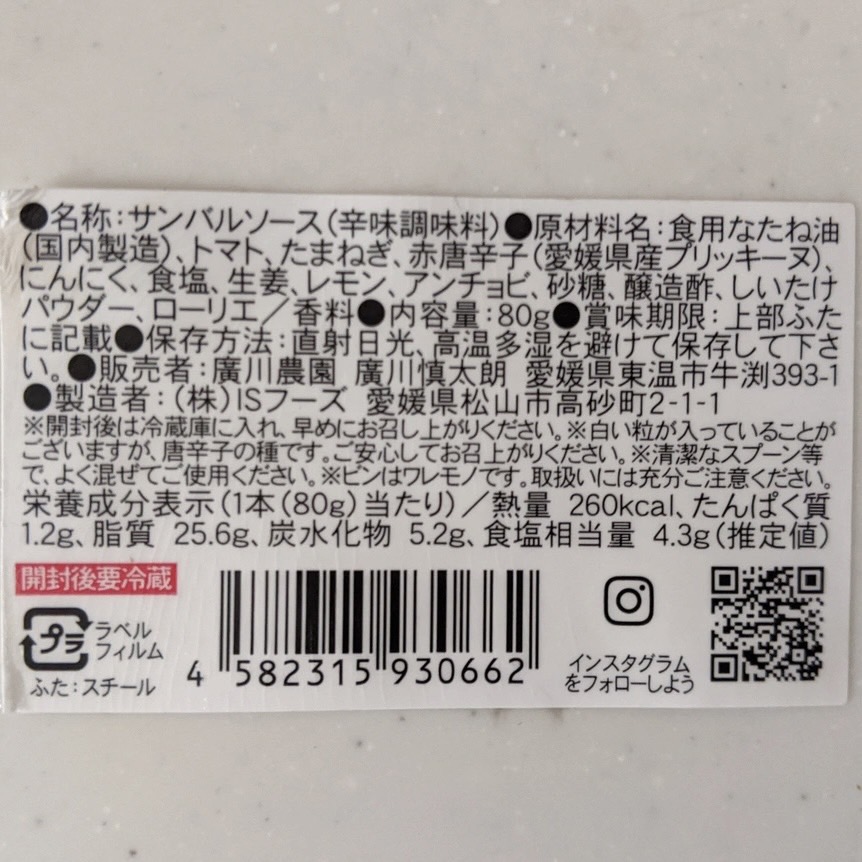 ●名称：サンバルソース（辛味調味料）●原材料名：食用なたね油
（国内製造）、トマト、たまねぎ、赤唐辛子（愛媛県産プリッキーヌ）、
にんにく、食塩、生姜、レモン、アンチョビ、砂糖、醸造酢、しいたけ
パウダー、ローリエ／香料●内容量：80g●賞味期限：上部ふた
に記載●保存方法：直射日光、高温多湿を避けて保存して下さ
い。●販売者：廣川農園 廣川慎太朗 愛媛県東温市牛渕393-1
●製造者：（株）ISフーズ 愛媛県松山市高砂町2-1-1
※開封後は冷蔵庫に入れ、早めにお召し上がりください。※白い粒が入っていることが
ございますが、唐辛子の種です。ご安心してお召上がりください。※清潔なスプーン等
で、よく混ぜてご使用ください。※ビンはワレモノです。取扱いには充分ご注意ください。
栄養成分表示（1本（80g）当たり）／熱量 260kcal、たんぱく質
1.2g、脂質 25.6g、炭水化物 5.2g、食塩相当量 4.3g（推定値）
開封後要冷蔵
プラ
ラベル
フィルム
ふた：スチール
4 582315 930662
インスタグラム
をフォローしよう